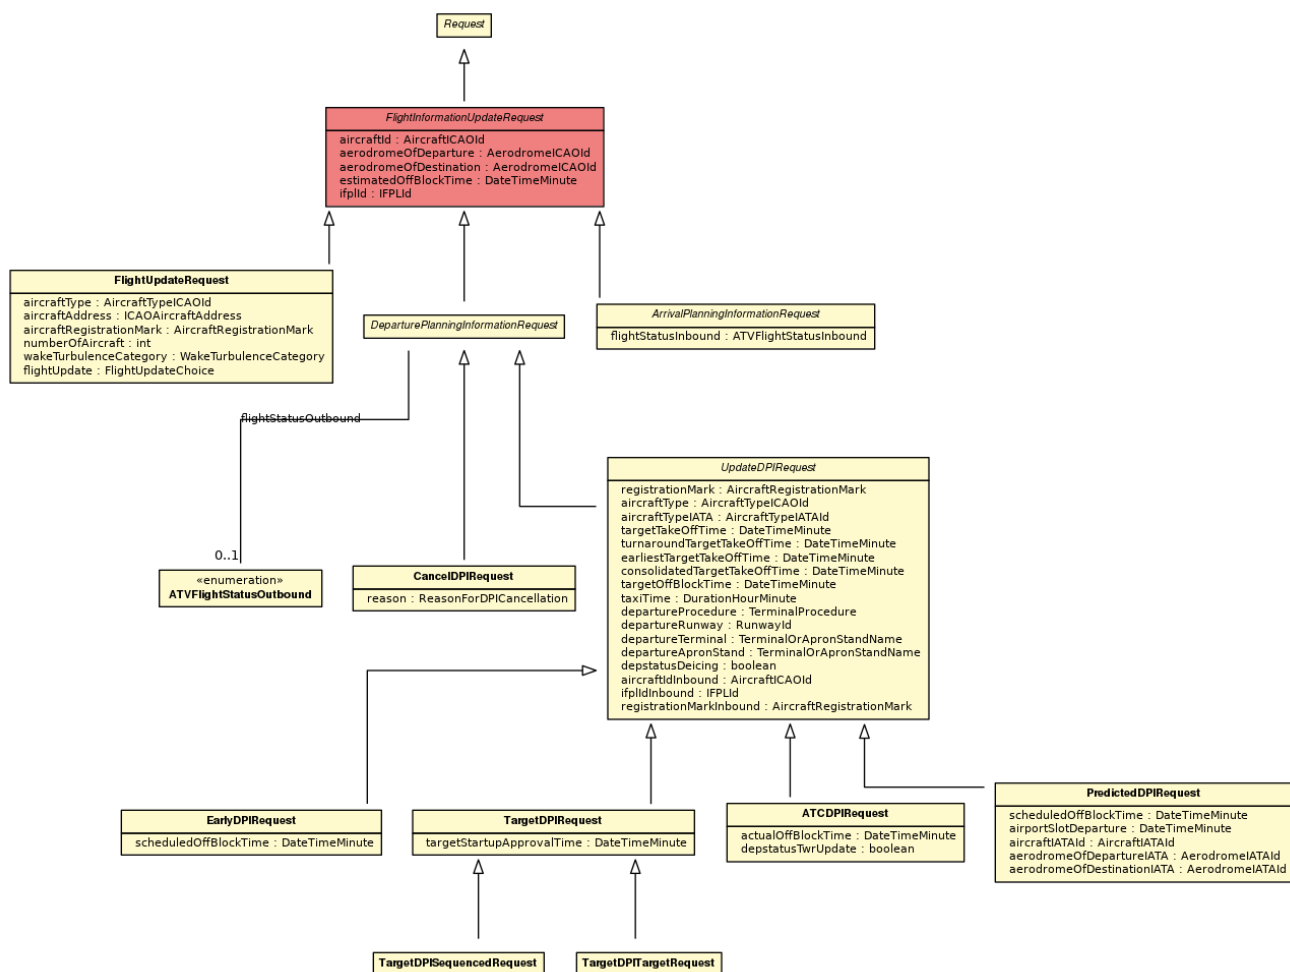 Request
FlightInformationUpdateRequest
aircraftId : AircraftICAOId
aerodromeOfDeparture : AerodromeICAOId
aerodromeOfDestination : AerodromeICAOId
estimatedOffBlockTime : DateTimeMinute
ifplId : IFPLId
FlightUpdateRequest
aircraftType : AircraftTypeICAOId
aircraftAddress : ICAOAircraftAddress
aircraftRegistrationMark : AircraftRegistrationMark
numberOfAircraft : int
wakeTurbulenceCategory : WakeTurbulenceCategory
flightUpdate : FlightUpdateChoice
DeparturePlanningInformationRequest
ArrivalPlanningInformationRequest
flightStatusInbound : ATVFlightStatusInbound
flightStatusOutbound
0..1
«enumeration»
ATVFlightStatusOutbound
CancelDPIRequest
reason : ReasonForDPICancellation
UpdateDPIRequest
registrationMark : AircraftRegistrationMark
aircraftType : AircraftTypeICAOId
aircraftTypeIATA : AircraftTypeIATAId
targetTakeOffTime : DateTimeMinute
turnaroundTargetTakeOffTime : DateTimeMinute
earliestTargetTakeOffTime : DateTimeMinute
consolidatedTargetTakeOffTime : DateTimeMinute
targetOffBlockTime : DateTimeMinute
taxiTime : DurationHourMinute
departureProcedure : TerminalProcedure
departureRunway : RunwayId
departureTerminal : TerminalOrApronStandName
departureApronStand : TerminalOrApronStandName
depstatusDeicing : boolean
aircraftIdInbound : AircraftICAOId
ifplIdInbound : IFPLId
registrationMarkInbound : AircraftRegistrationMark
EarlyDPIRequest
scheduledOffBlockTime : DateTimeMinute
TargetDPIRequest
targetStartupApprovalTime : DateTimeMinute
ATCDPIRequest
actualOffBlockTime : DateTimeMinute
depstatusTwrUpdate : boolean
PredictedDPIRequest
scheduledOffBlockTime : DateTimeMinute
airportSlotDeparture : DateTimeMinute
aircraftIATAId : AircraftIATAId
aerodromeOfDepartureIATA : AerodromeIATAId
aerodromeOfDestinationIATA : AerodromeIATAId
TargetDPISequencedRequest
TargetDPITargetRequest